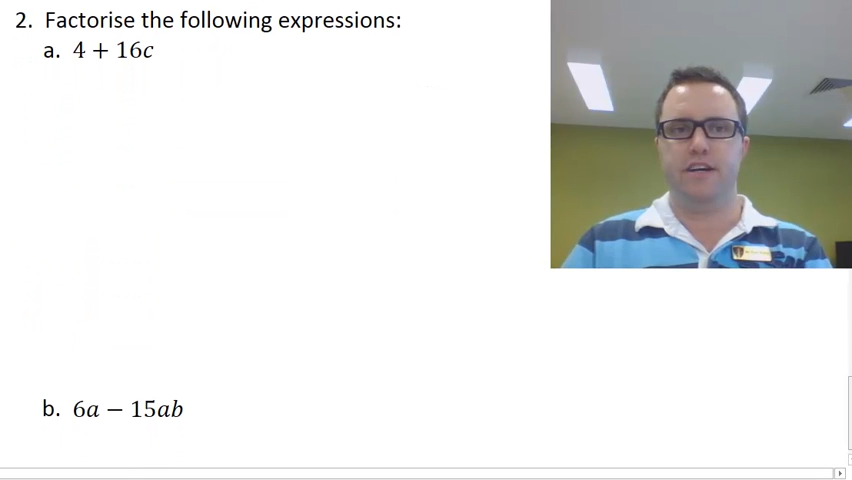 2. Factorise the following expressions:
a. 4 + 16c
b. 6a − 15ab